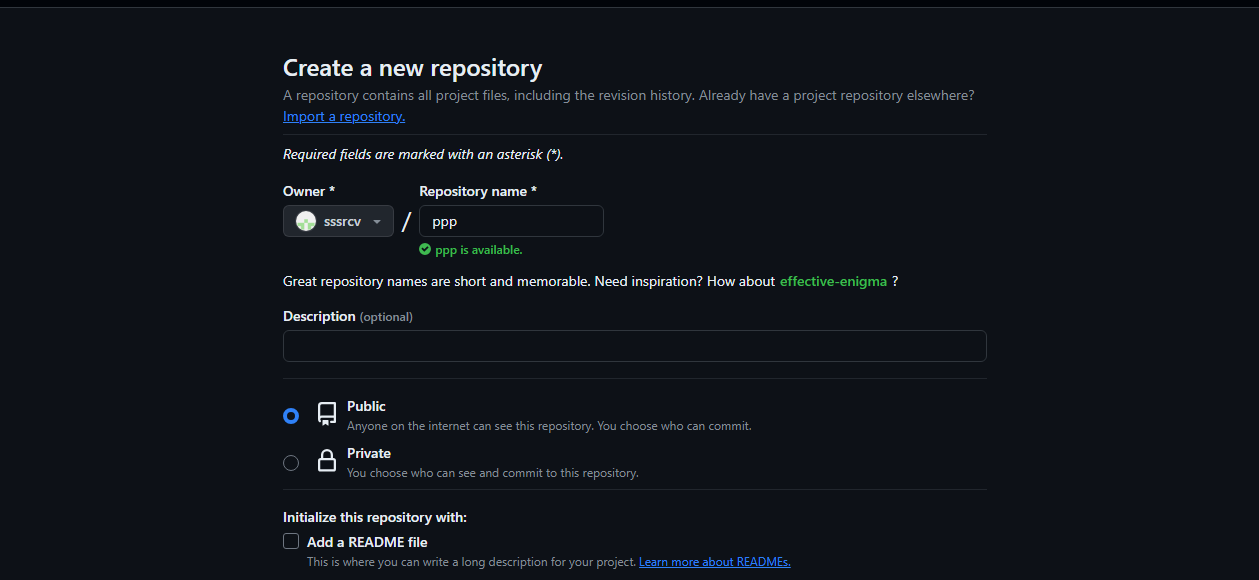 Create a new repository
A repository contains all project files, including the revision history. Already have a project repository elsewhere?
Import a repository.
Required fields are marked with an asterisk (*).
Owner * Repository name *
sssrcv / ppp
ppp is available.
Great repository names are short and memorable. Need inspiration? How about effective-enigma ?
Description (optional)
Public
Anyone on the internet can see this repository. You choose who can commit.
Private
You choose who can see and commit to this repository.
Initialize this repository with:
Add a README file
This is where you can write a long description for your project. Learn more about READMEs.